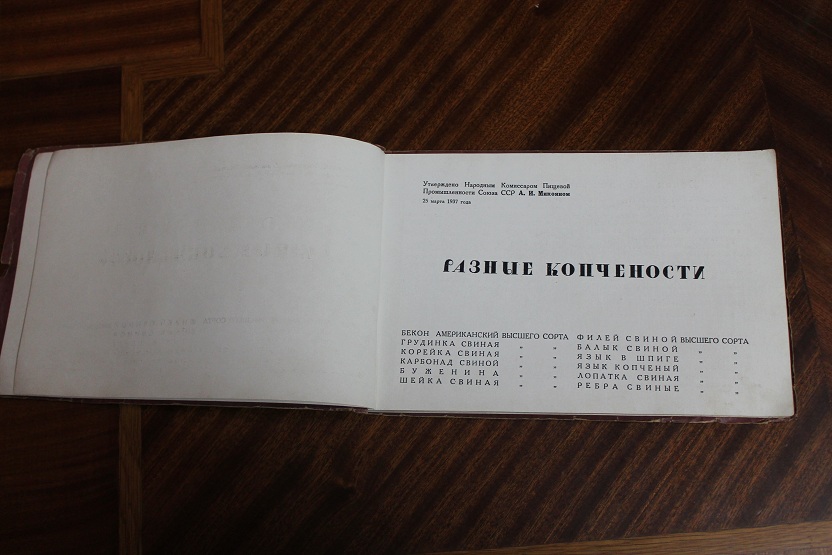 Утверждено Народным Комиссаром Пищевой
Промышленности Союза ССР А. И. Микояном
25 марта 1937 года
РАЗНЫЕ КОПЧЕНОСТИ
БЕКОН АМЕРИКАНСКИЙ ВЫСШЕГО СОРТА
ГРУДИНКА СВИНАЯ " "
КОРЕЙКА СВИНАЯ " "
КАРБОНАД СВИНОЙ " "
БУЖЕНИНА " "
ШЕЙКА СВИНАЯ " "
ФИЛЕЙ СВИНОЙ ВЫСШЕГО СОРТА
БАЛЫК СВИНОЙ " "
ЯЗЫК В ШПИГЕ " "
ЯЗЫК КОПЧЕНЫЙ " "
ЛОПАТКА СВИНАЯ " "
РЕБРА СВИНЫЕ " "